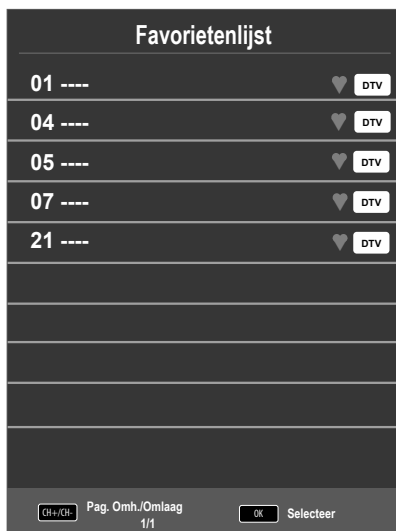 Favorietenlijst
01 ---- DTV
04 ---- DTV
05 ---- DTV
07 ---- DTV
21 ---- DTV
CH+/CH- Pag. Omh./Omlaag OK Selecteer
1/1